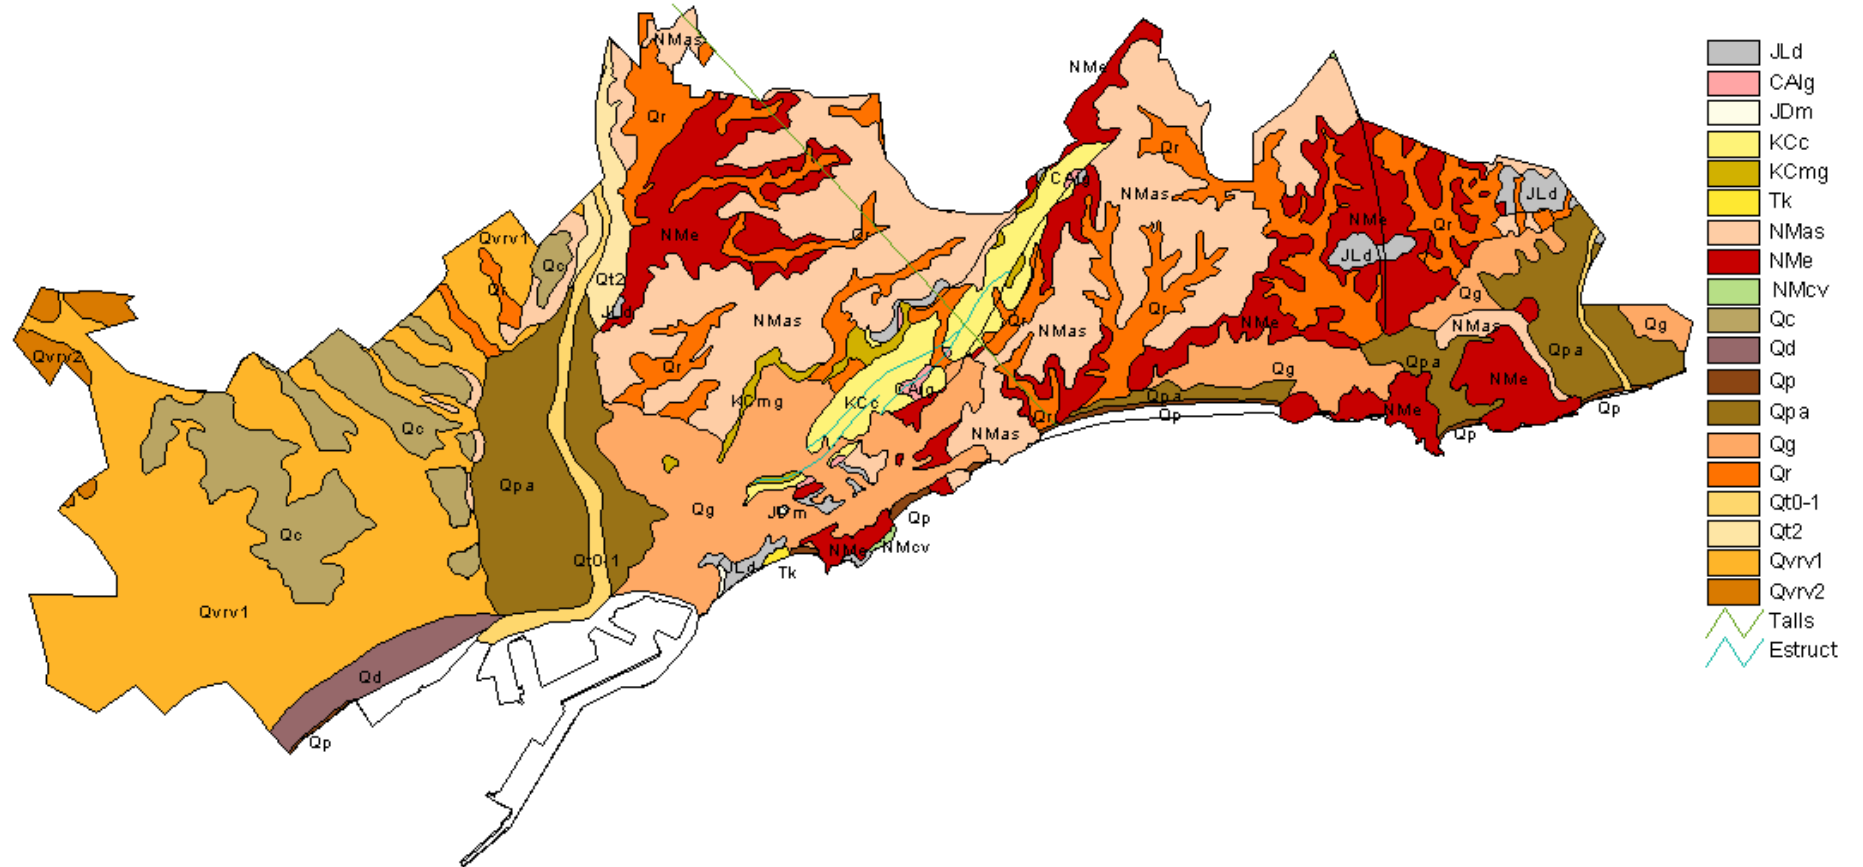 NMas
NMe
Qr
Qr
CAlg
NMas
JLd
Qvrv1
NMe
Qr
NMe
Qr
Qc
Qr
Qt2
JLd
Qg
JLd
NMas
Qr
NMas
Qr
NMe
NMas
Qg
Qvrv2
Qr
Qpa
Qpa
Qg
NMe
CAlg
KCmg
KCc
Qpa
Qp
Qr
NMe
Qp
Qc
NMas
Qp
Qpa
Qg
JDm
Qp
Qc
NMe
NMcv
Qt0-1
JLd
Tk
Qvrv1
Qd
Qp
JLd
CAlg
JDm
KCc
KCmg
Tk
NMas
NMe
NMcv
Qc
Qd
Qp
Qpa
Qg
Qr
Qt0-1
Qt2
Qvrv1
Qvrv2
Talls
Estruct